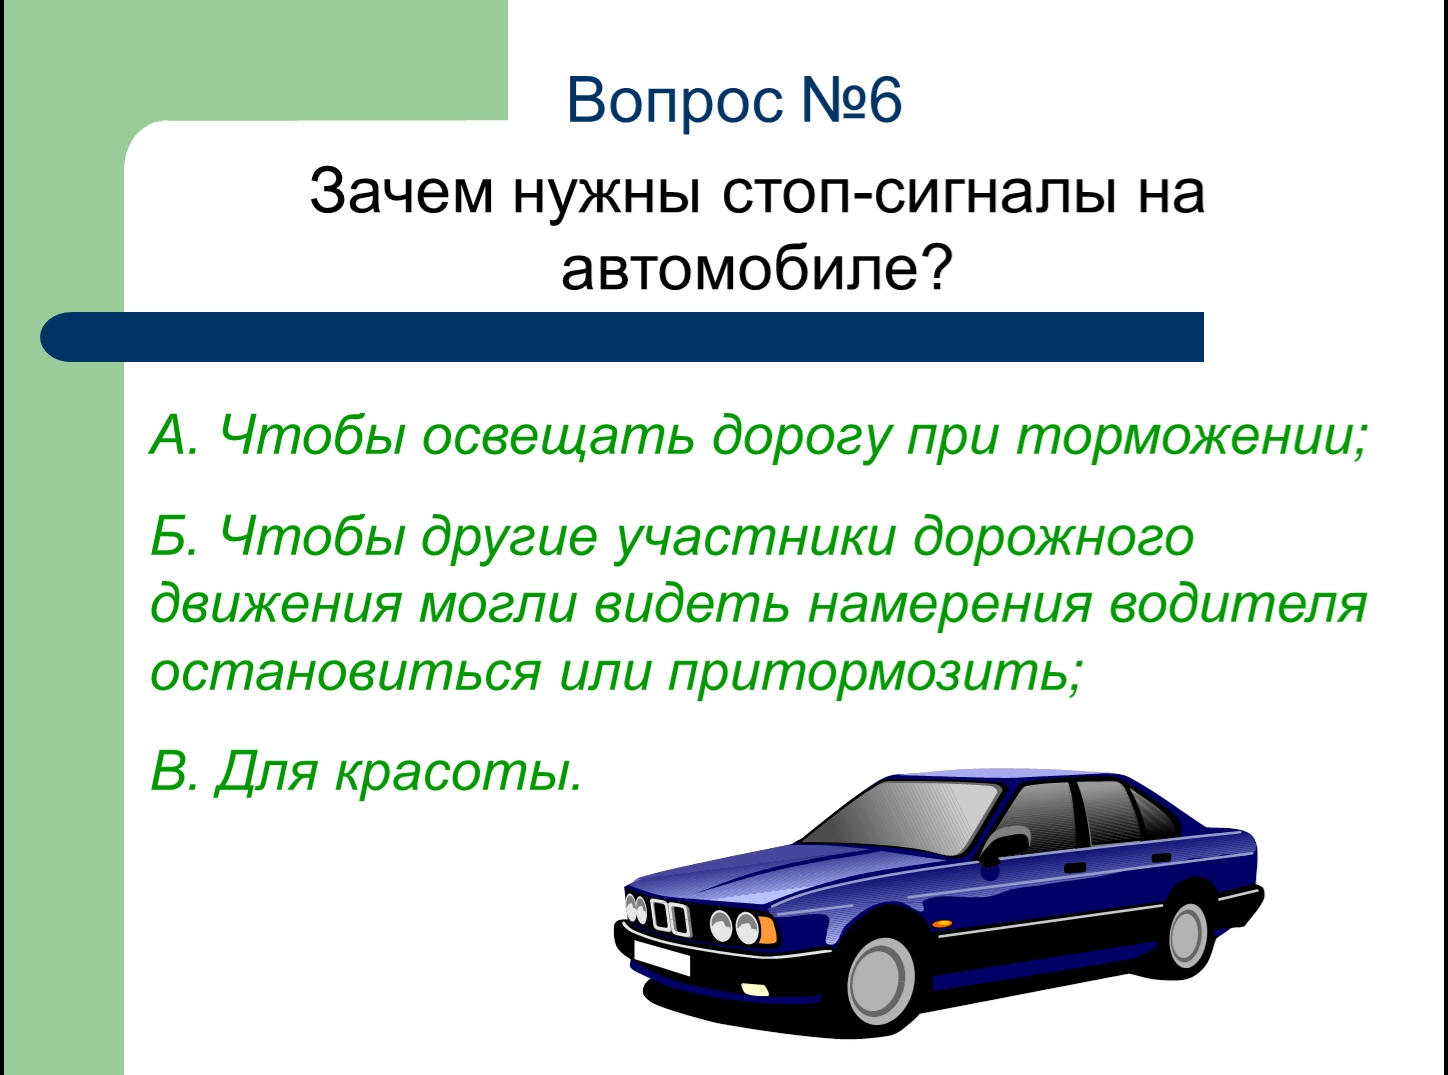 Вопрос №6
Зачем нужны стоп-сигналы на
автомобиле?
А. Чтобы освещать дорогу при торможении;
Б. Чтобы другие участники дорожного
движения могли видеть намерения водителя
остановиться или притормозить;
В. Для красоты.